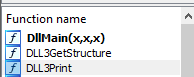 Function name
f DllMain(x,x,x)
f DLL3GetStructure
f DLL3Print